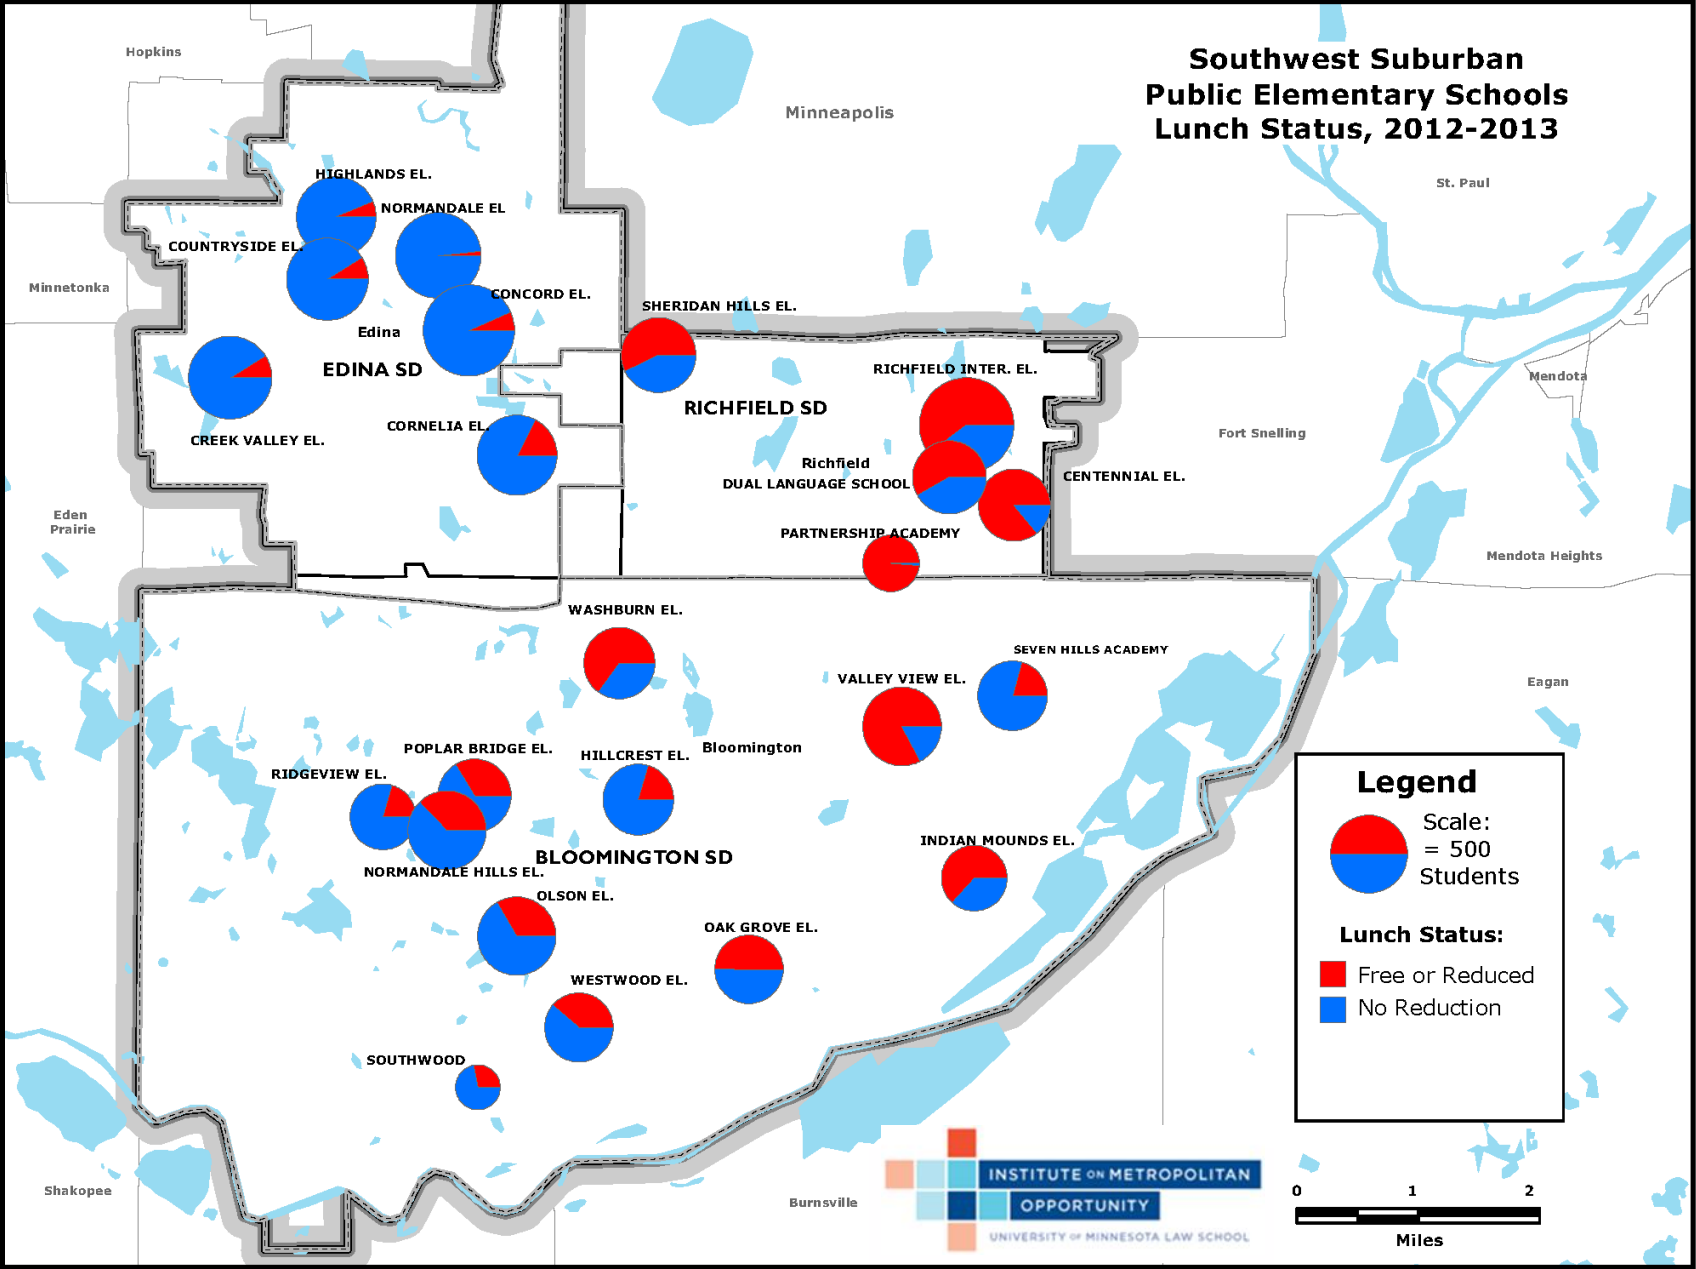 Southwest Suburban
Public Elementary Schools
Lunch Status, 2012-2013
Hopkins
Minneapolis
St. Paul
HIGHLANDS EL.
NORMANDALE EL
COUNTRYSIDE EL.
Minnetonka
CONCORD EL.
SHERIDAN HILLS EL.
Edina
EDINA SD
RICHFIELD INTER. EL.
Mendota
RICHFIELD SD
CREEK VALLEY EL.
CORNELIA EL.
Fort Snelling
Richfield
DUAL LANGUAGE SCHOOL
CENTENNIAL EL.
Eden
Prairie
PARTNERSHIP ACADEMY
Mendota Heights
WASHBURN EL.
SEVEN HILLS ACADEMY
VALLEY VIEW EL.
Eagan
POPLAR BRIDGE EL.
HILLCREST EL.
Bloomington
RIDGEVIEW EL.
INDIAN MOUNDS EL.
BLOOMINGTON SD
NORMANDALE HILLS EL.
OLSON EL.
OAK GROVE EL.
WESTWOOD EL.
SOUTHWOOD
Legend
Scale:
= 500
Students
Lunch Status:
Free or Reduced
No Reduction
Shakopee
Burnsville
INSTITUTE ON METROPOLITAN
OPPORTUNITY
UNIVERSITY OF MINNESOTA LAW SCHOOL
0 1 2
Miles